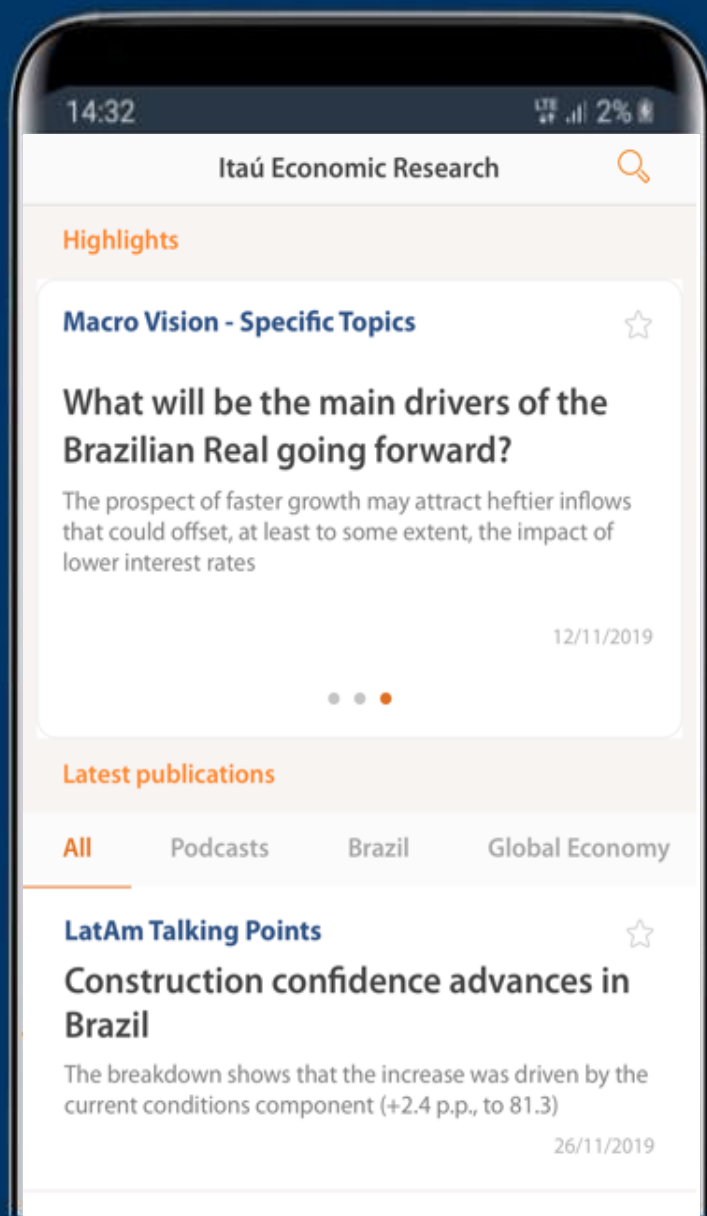 14:32 LTE 2%
Itaú Economic Research
Highlights
Macro Vision - Specific Topics
What will be the main drivers of the
Brazilian Real going forward?
The prospect of faster growth may attract heftier inflows
that could offset, at least to some extent, the impact of
lower interest rates
12/11/2019
Latest publications
All Podcasts Brazil Global Economy
LatAm Talking Points
Construction confidence advances in
Brazil
The breakdown shows that the increase was driven by the
current conditions component (+2.4 p.p., to 81.3)
26/11/2019